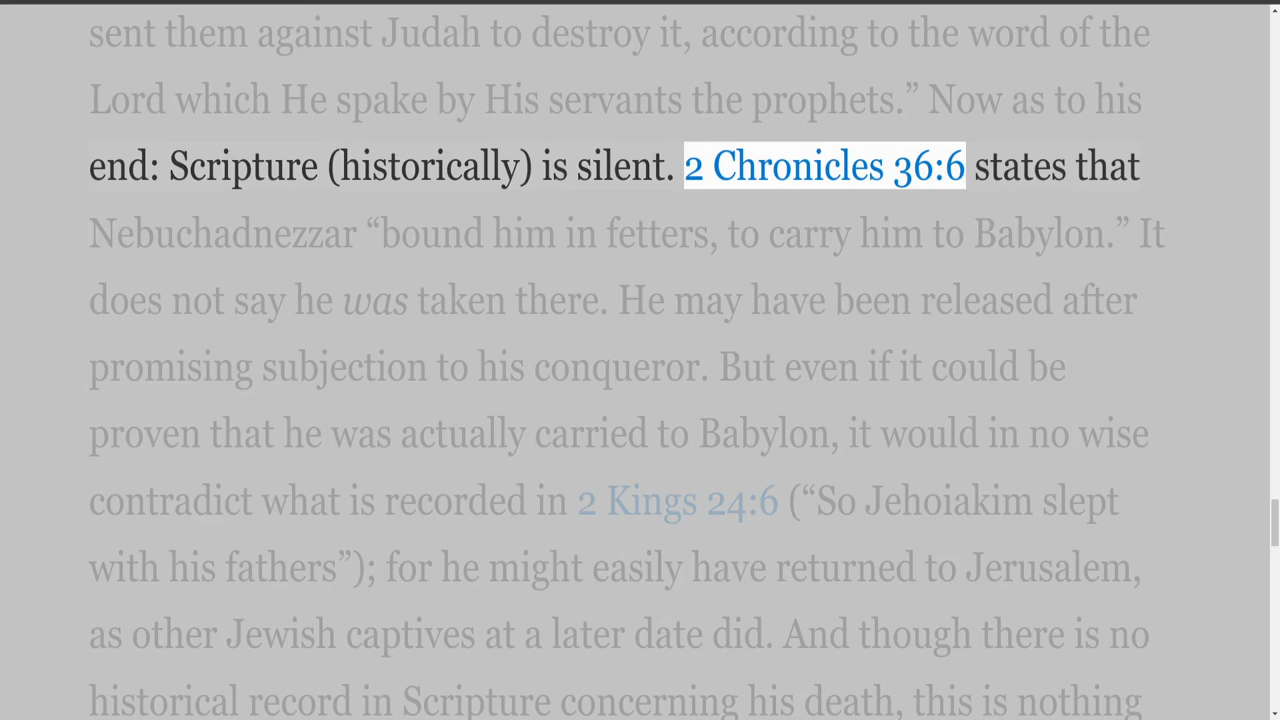 sent them against Judah to destroy it, according to the word of the
Lord which He spake by His servants the prophets.” Now as to his
end: Scripture (historically) is silent. 2 Chronicles 36:6 states that
Nebuchadnezzar “bound him in fetters, to carry him to Babylon.” It
does not say he was taken there. He may have been released after
promising subjection to his conqueror. But even if it could be
proven that he was actually carried to Babylon, it would in no wise
contradict what is recorded in 2 Kings 24:6 (“So Jehoiakim slept
with his fathers”); for he might easily have returned to Jerusalem,
as other Jewish captives at a later date did. And though there is no
historical record in Scripture concerning his death, this is nothing